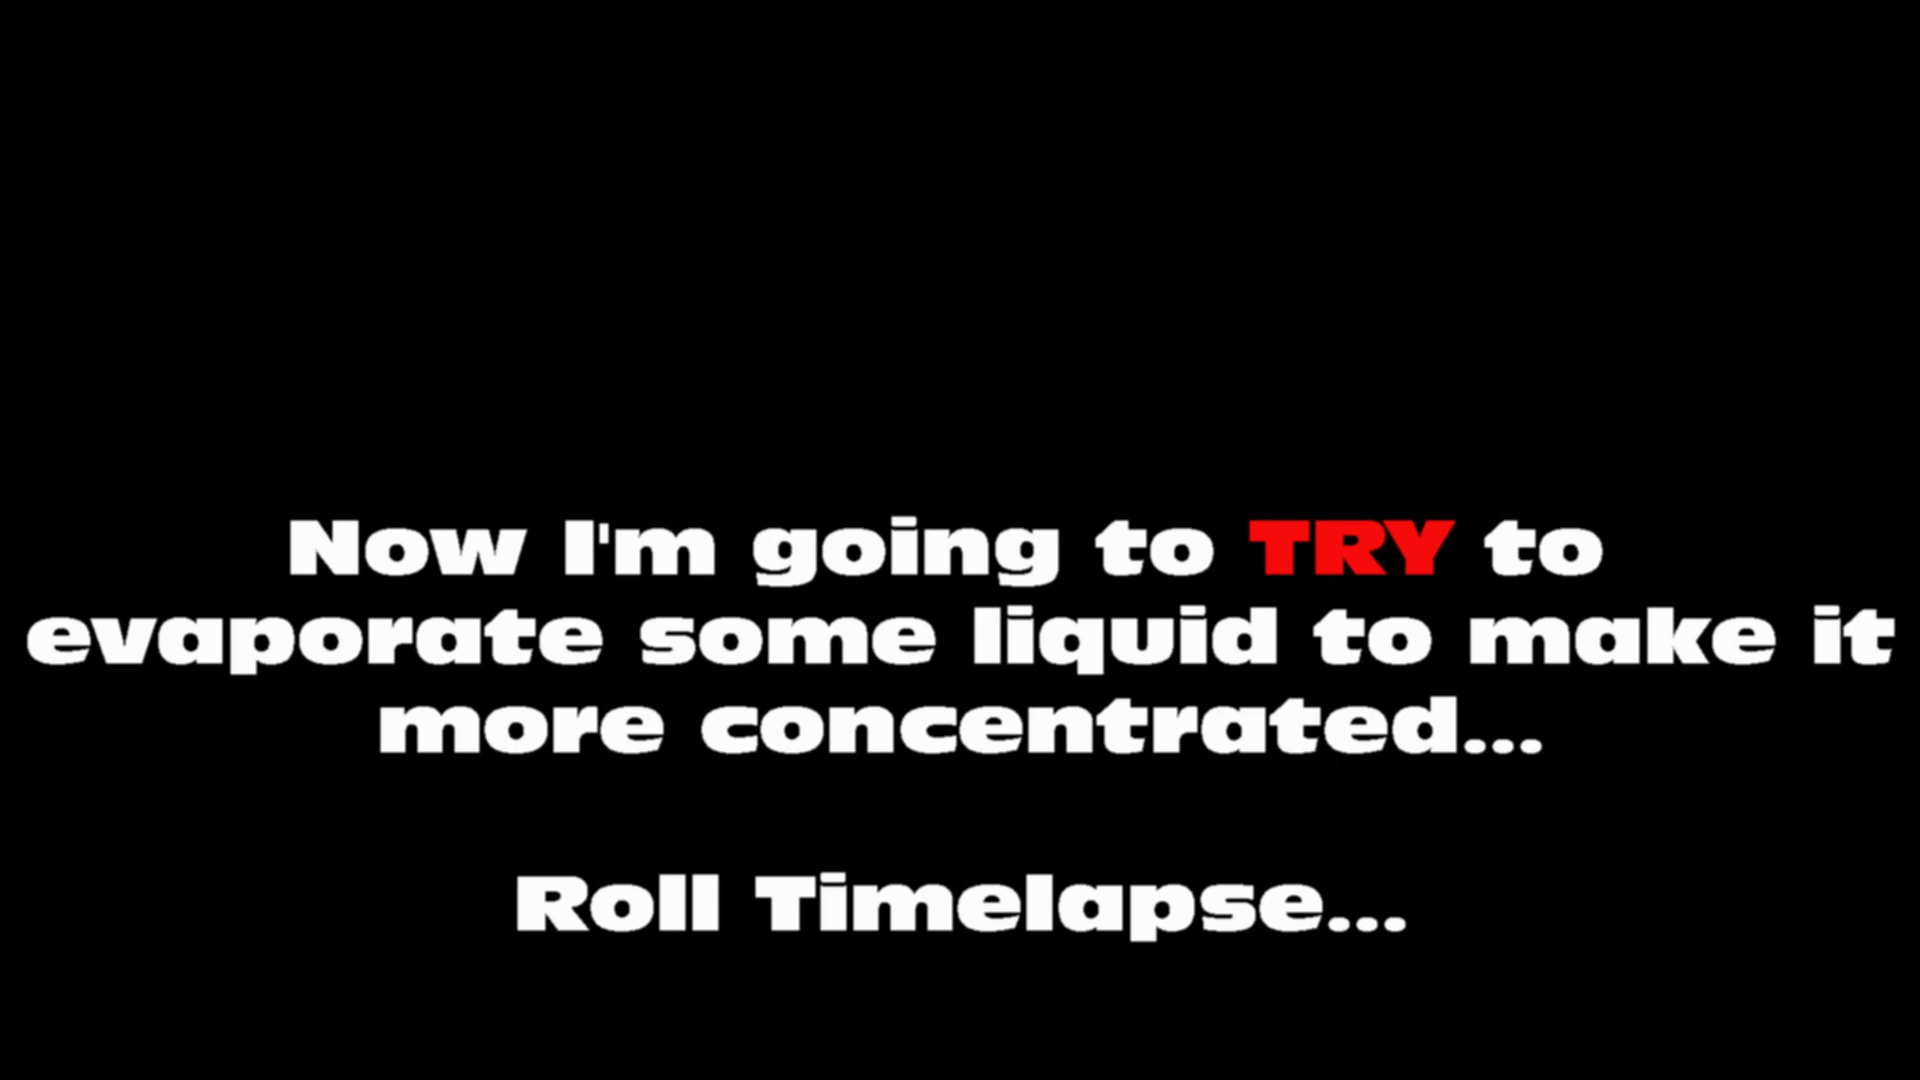 Now I'm going to TRY to
evaporate some liquid to make it
more concentrated...
Roll Timelapse...